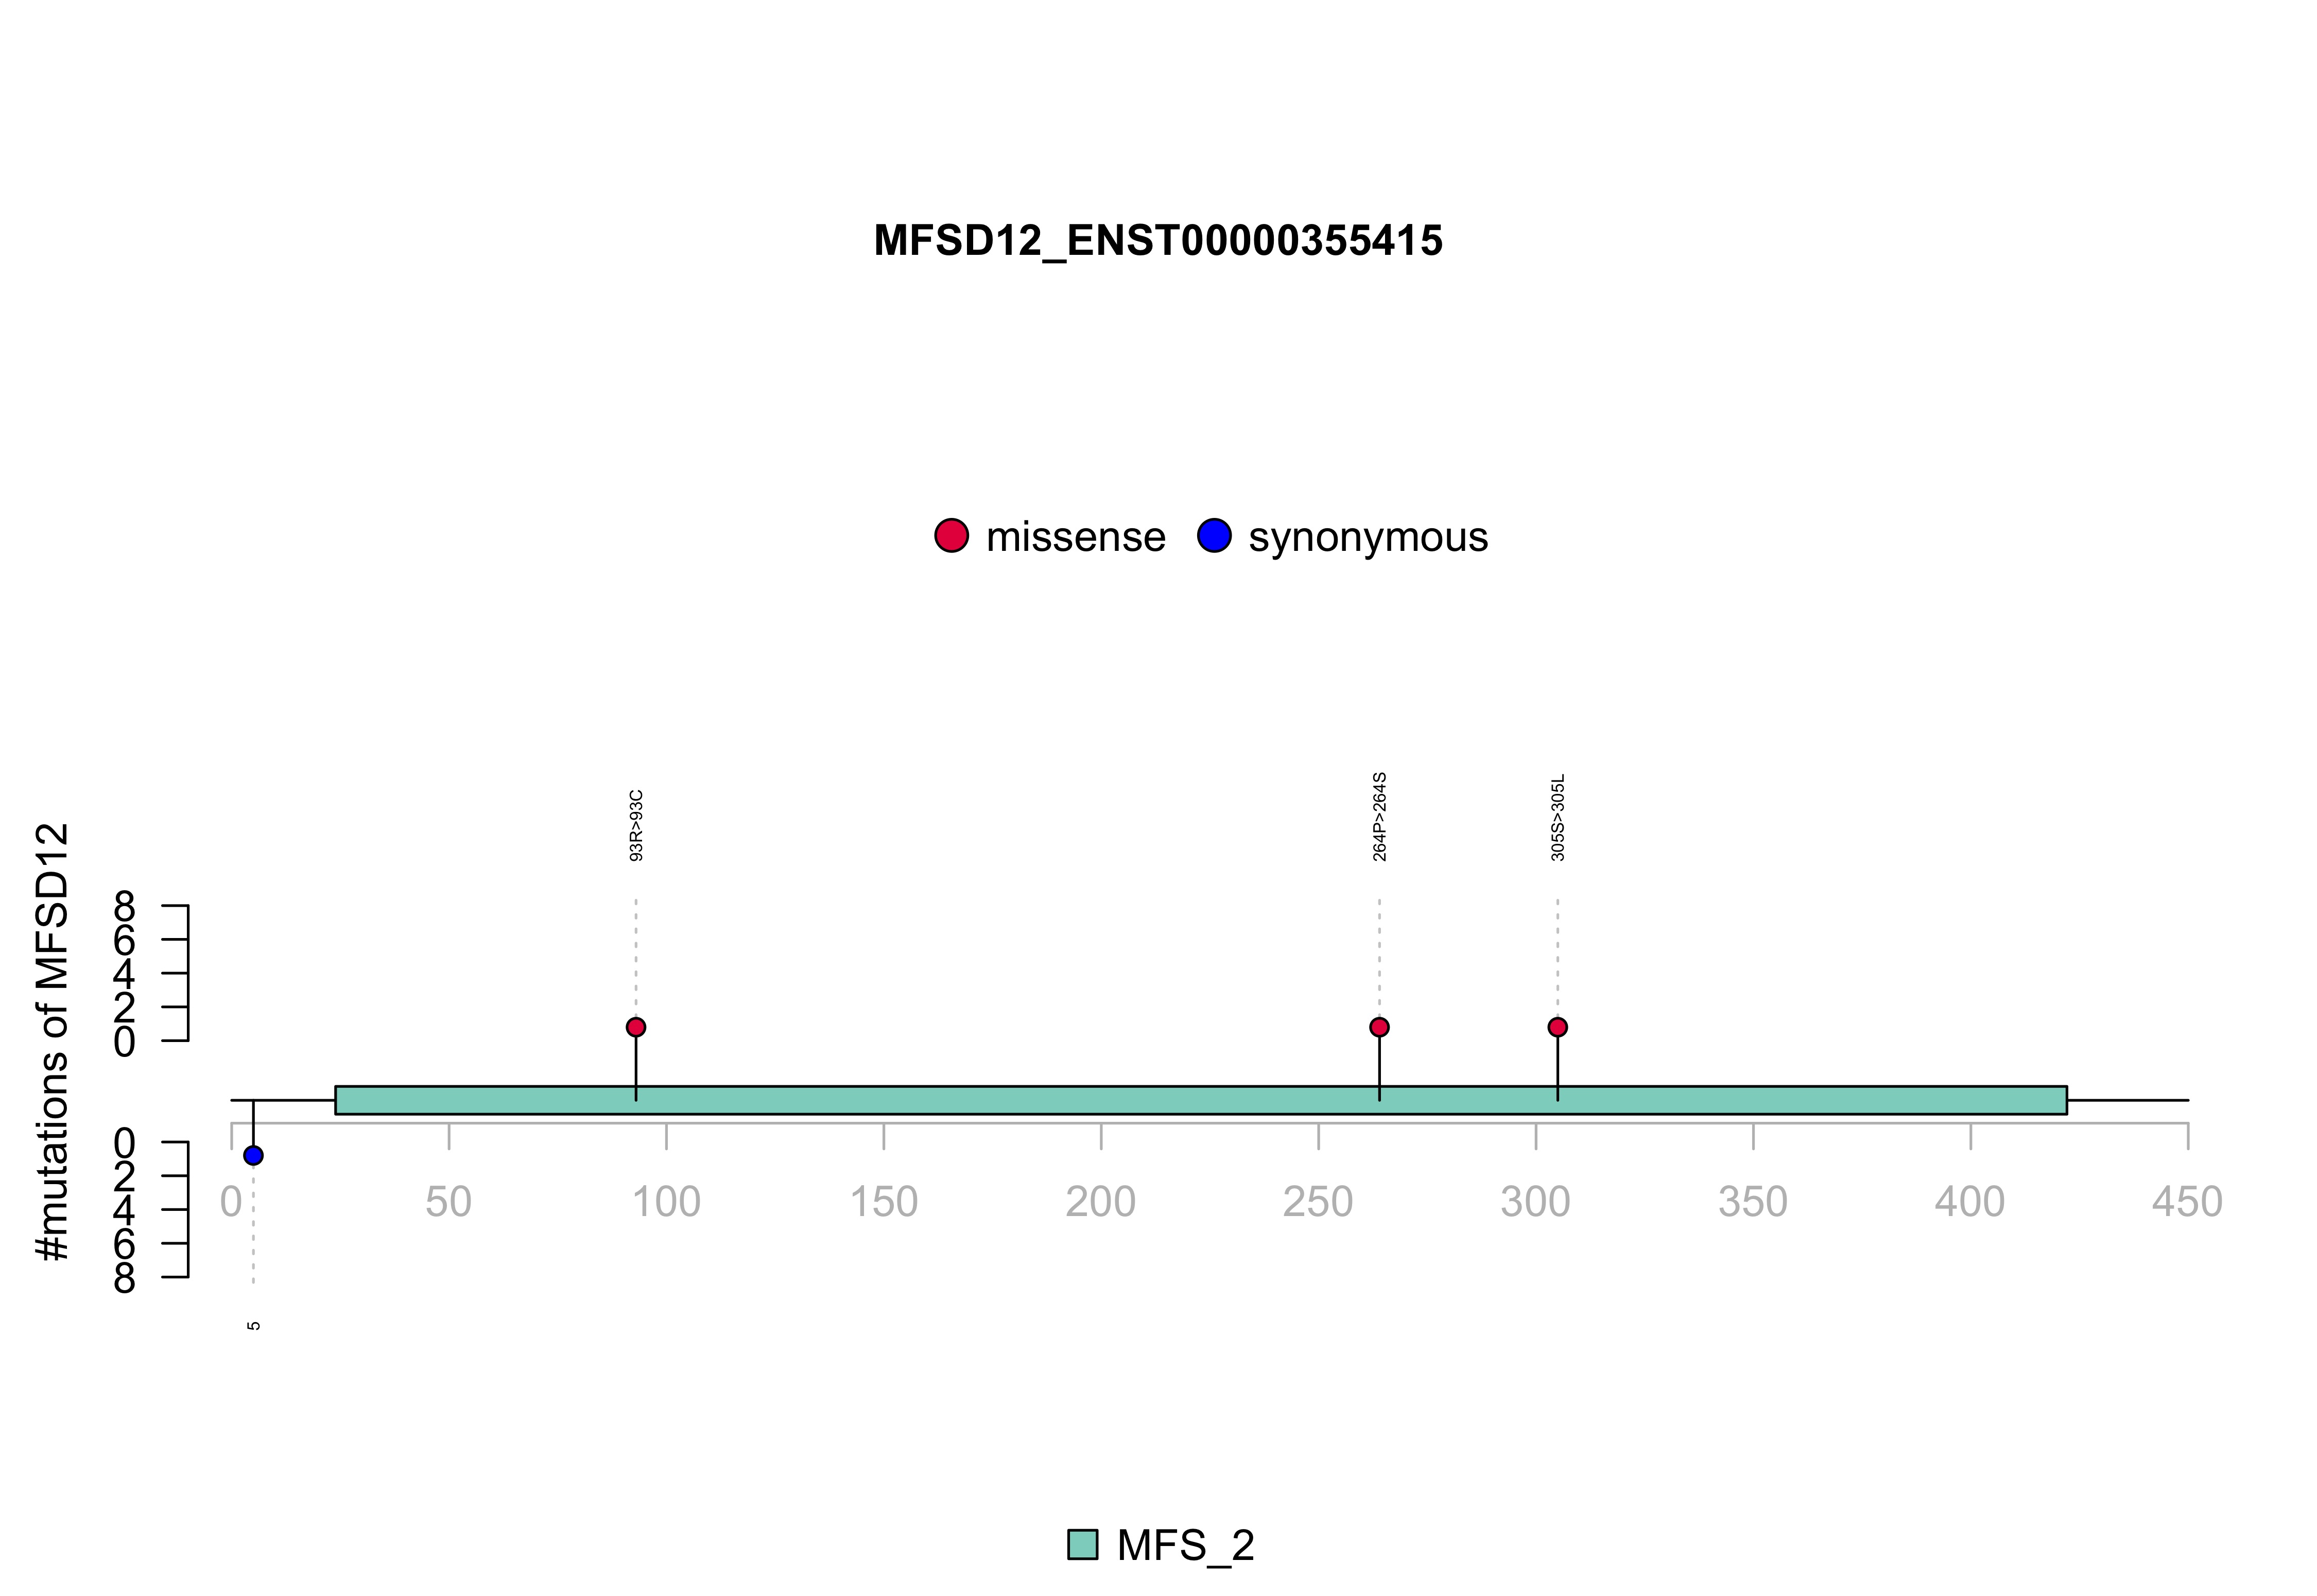 MFSD12_ENST00000355415
missense synonymous
93R>93C
264P>264S
305S>305L
#mutations of MFSD12
8
6
4
2
0
0
2
4
6
8
0 50 100 150 200 250 300 350 400 450
5
MFS_2